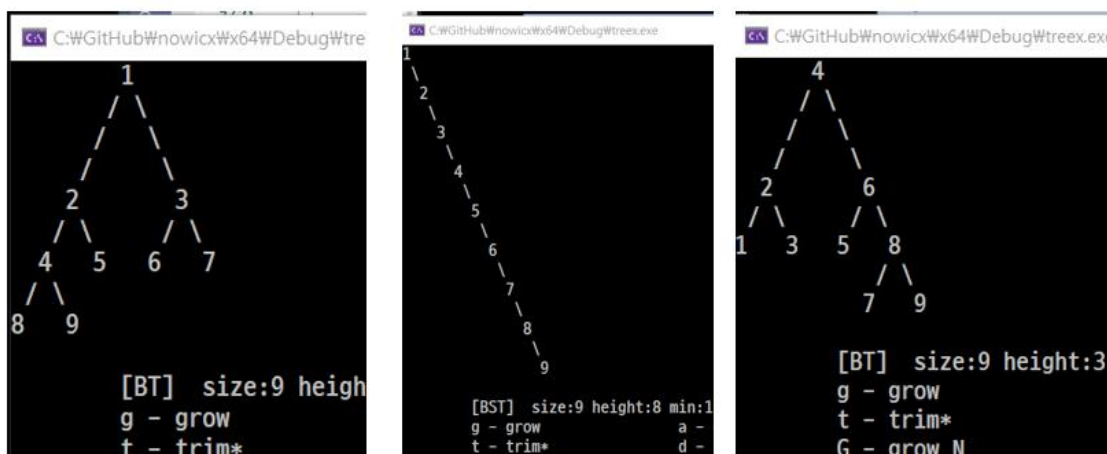 C:₩GitHub₩nowicx₩x64₩Debug₩tre
1
2 3
4 5 6 7
8 9
[BT] size:9 heigh
g - grow
t - trim*
C:₩GitHub₩nowicx₩x64₩Debug₩treex.exe
1
2
3
4
5
6
7
8
9
[BST] size:9 height:8 min:1
g - grow a -
t - trim* d -
C:₩GitHub₩nowicx₩x64₩Debug₩treex.exe
4
2 6
1 3 5 8
7 9
[BT] size:9 height:3
g - grow
t - trim*
G - grow N